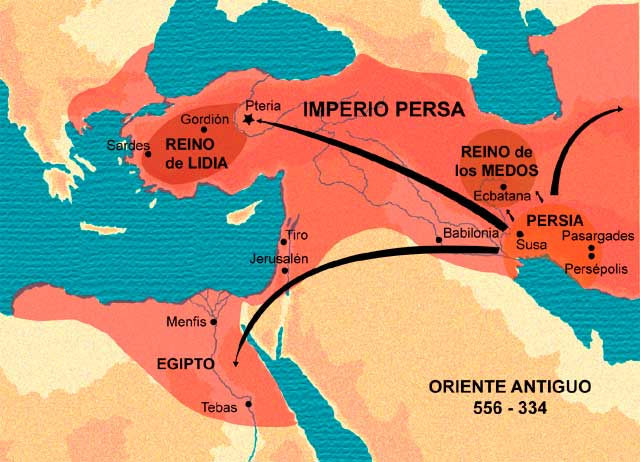 Pteria
IMPERIO PERSA
Gordión
REINO
de LIDIA
Sardes
REINO de
los MEDOS
Ecbatana
PERSIA
Babilonia
Susa
Pasargades
Persépolis
Tiro
Jerusalén
Menfis
EGIPTO
Tebas
ORIENTE ANTIGUO
556 - 334